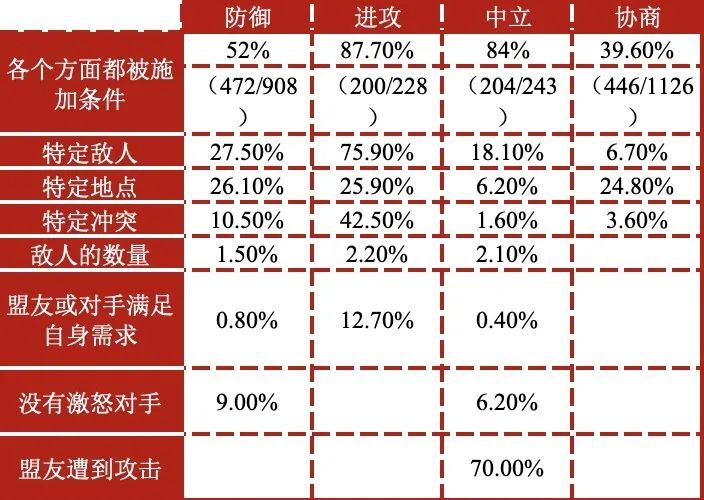 防御 进攻 中立 协商
各个方面都被施加条件 52% 87.70% 84% 39.60%
（472/908） （200/228） （204/243） （446/1126）
特定敌人 27.50% 75.90% 18.10% 6.70%
特定地点 26.10% 25.90% 6.20% 24.80%
特定冲突 10.50% 42.50% 1.60% 3.60%
敌人的数量 1.50% 2.20% 2.10%
盟友或对手满足自身需求 0.80% 12.70% 0.40%
没有激怒对手 9.00% 6.20%
盟友遭到攻击 70.00%